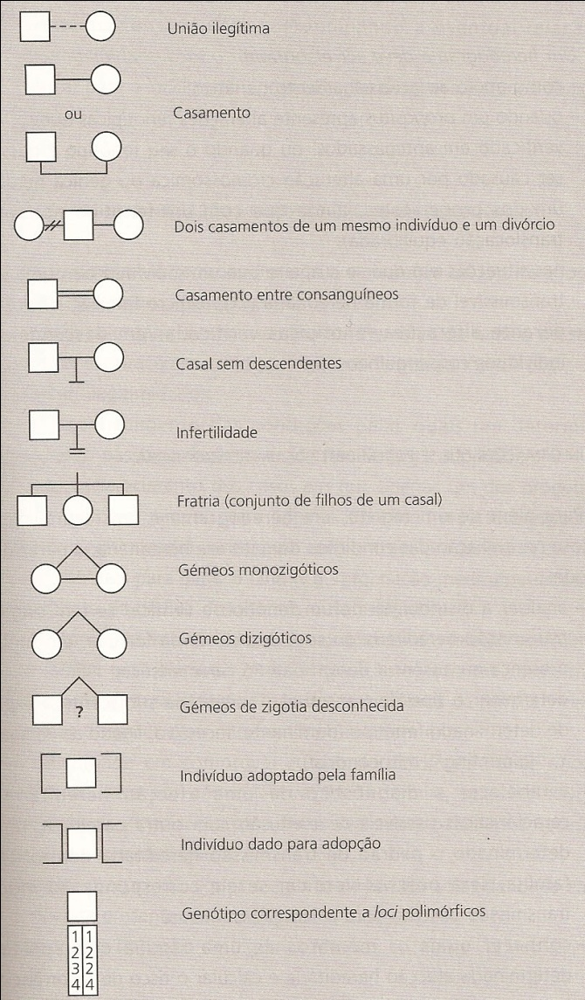 União ilegítima
ou
Casamento
Dois casamentos de um mesmo indivíduo e um divórcio
Casamento entre consanguíneos
Casal sem descendentes
Infertilidade
Fratria (conjunto de filhos de um casal)
Gémeos monozigóticos
Gémeos dizigóticos
?
Gémeos de zigotia desconhecida
Indivíduo adoptado pela família
Indivíduo dado para adopção
Genótipo correspondente a loci polimórficos
1 1
2 2
3 2
4 4